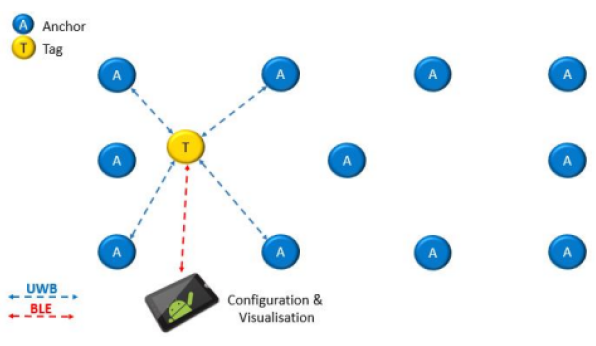 A Anchor
T Tag
A A A A
A T A A
A A A A
UWB
BLE
Configuration &
Visualisation